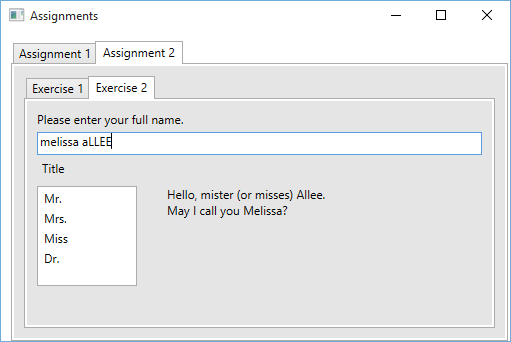 Assignments
Assignment 1 Assignment 2
Exercise 1 Exercise 2
Please enter your full name.
melissa aLLEE
Title
Mr.
Mrs.
Miss
Dr.
Hello, mister (or misses) Allee.
May I call you Melissa?